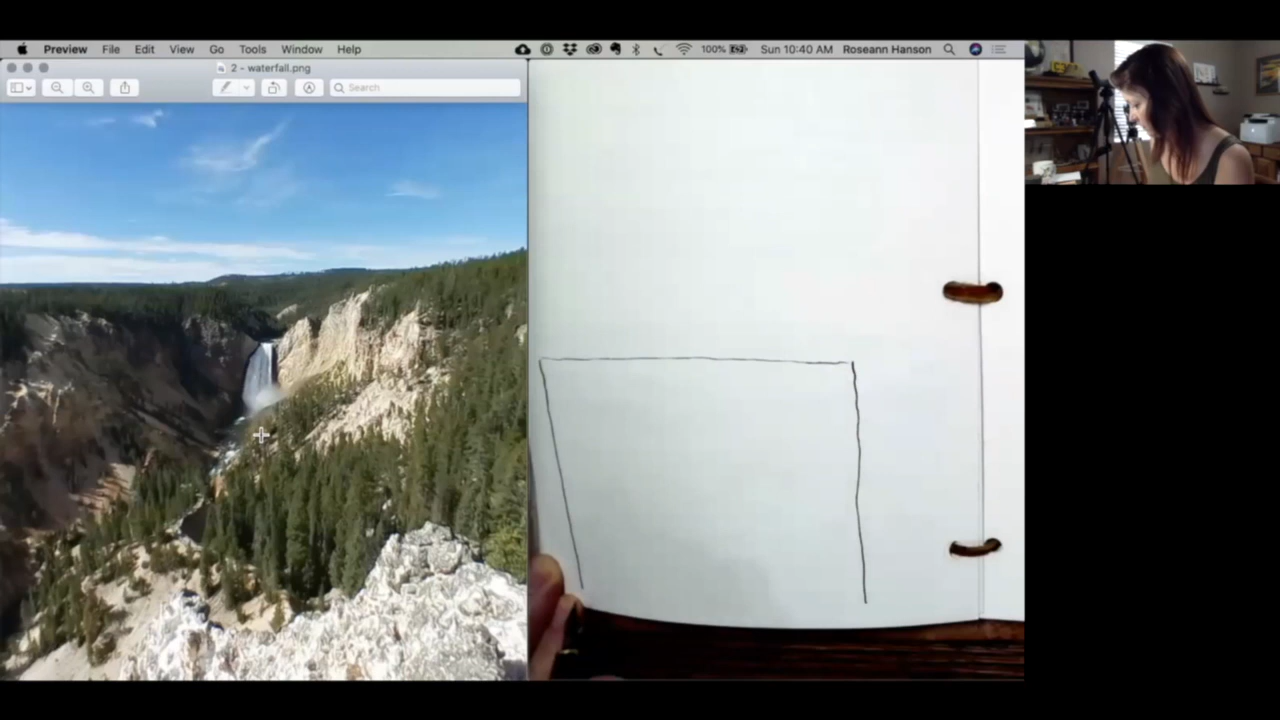 Preview File Edit View Go Tools Window Help 100% Sun 10:40 AM Roseann Hanson
2 - waterfall.png
Search